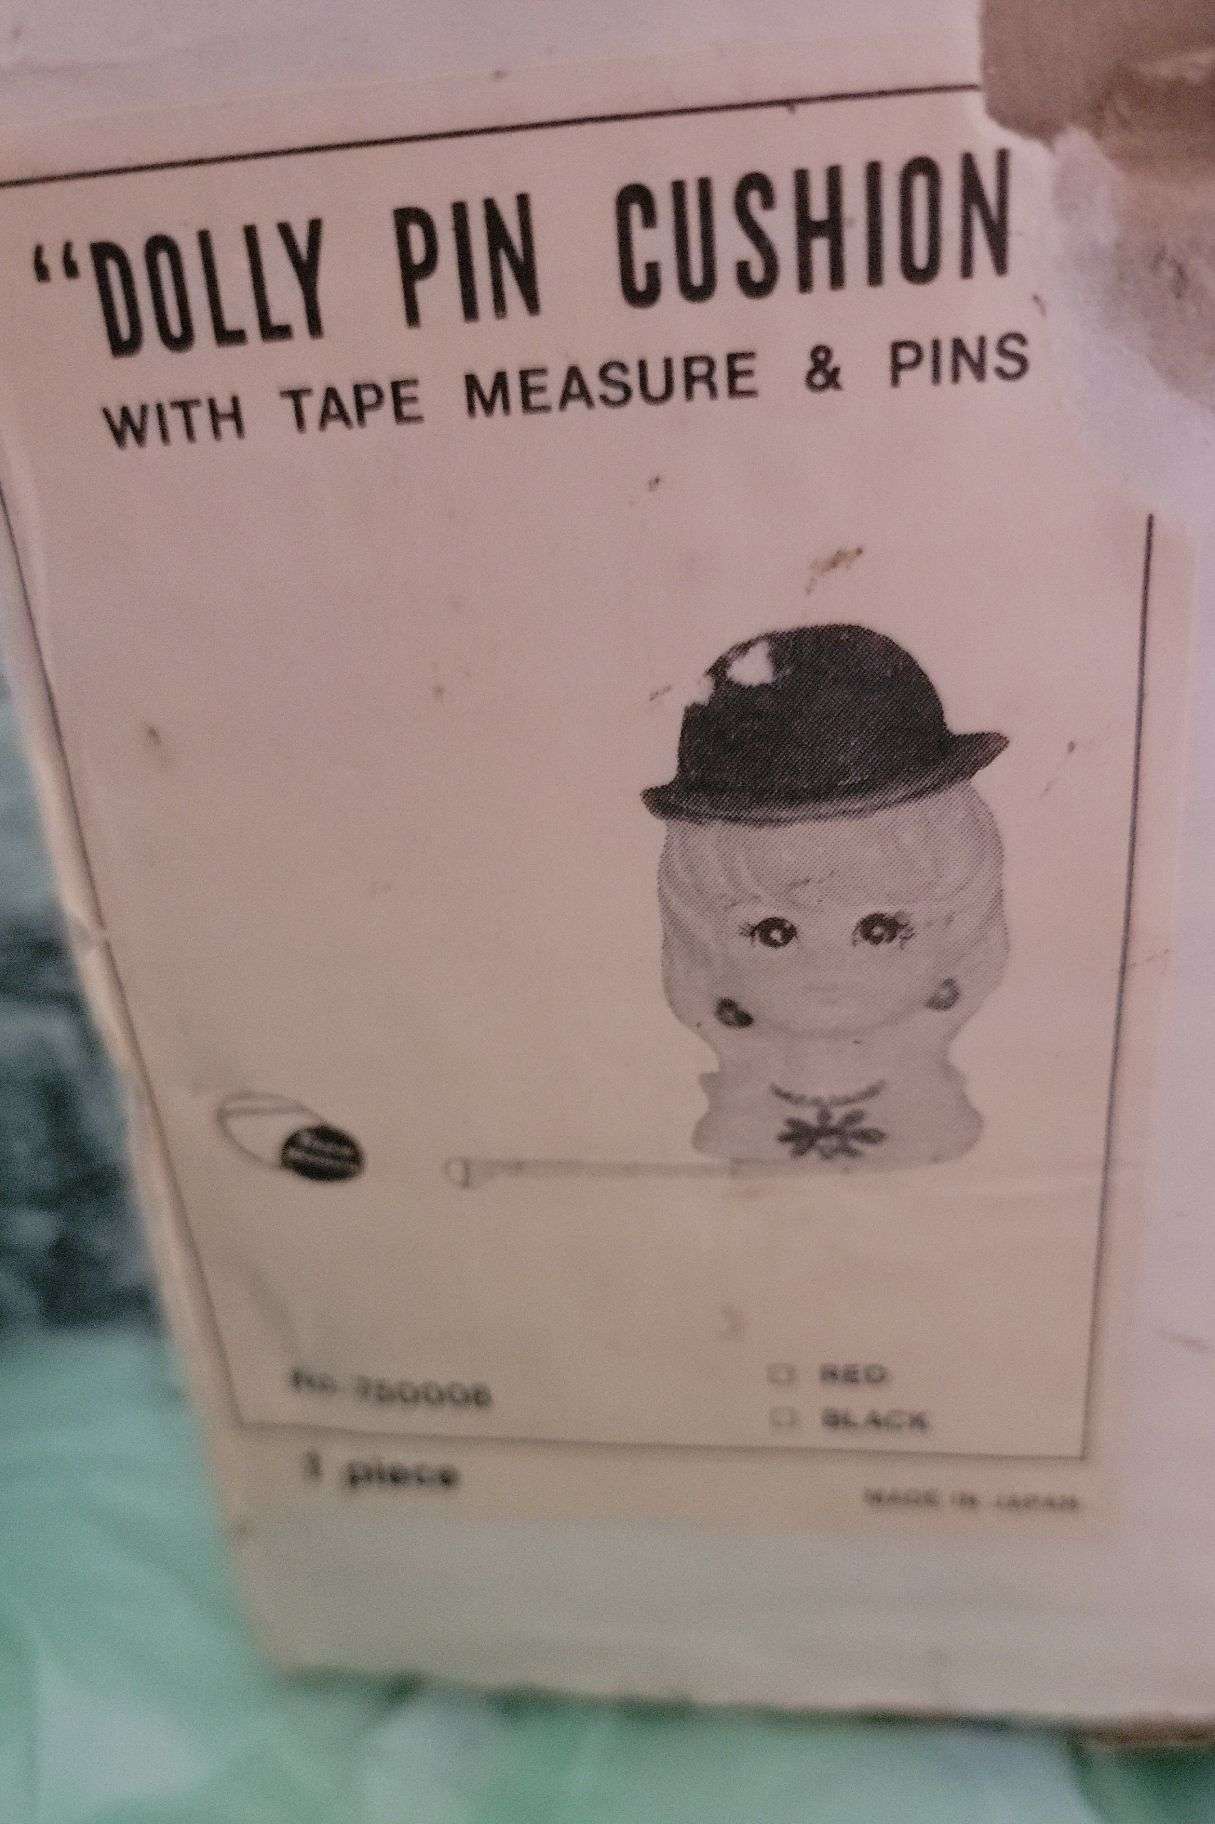 “DOLLY PIN CUSHION
WITH TAPE MEASURE & PINS
□ RED
□ BLACK
1 piece
MADE IN JAPAN